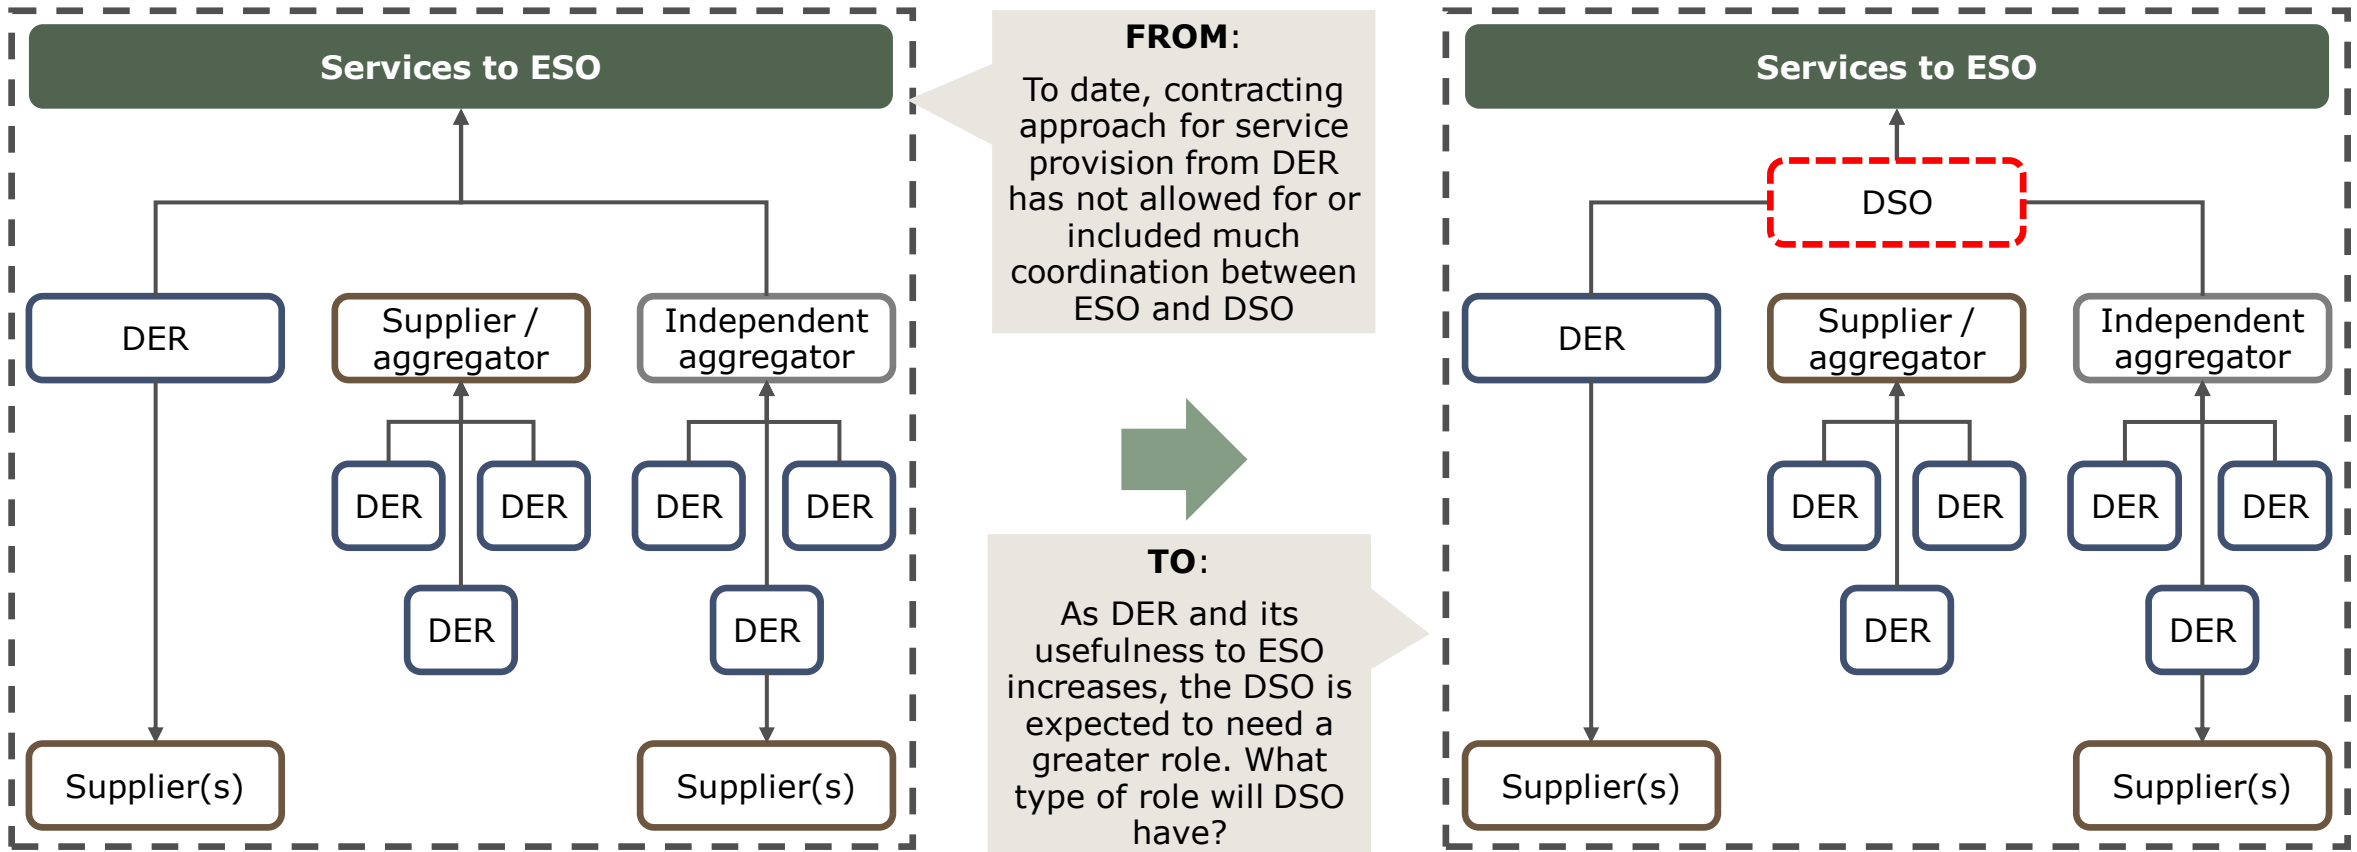 Services to ESO
DER
Supplier /
aggregator
Independent
aggregator
DER
DER
DER
DER
DER
DER
Supplier(s)
Supplier(s)
FROM:
To date, contracting
approach for service
provision from DER
has not allowed for or
included much
coordination between
ESO and DSO
TO:
As DER and its
usefulness to ESO
increases, the DSO is
expected to need a
greater role. What
type of role will DSO
have?
Services to ESO
DSO
DER
Supplier /
aggregator
Independent
aggregator
DER
DER
DER
DER
DER
DER
Supplier(s)
Supplier(s)